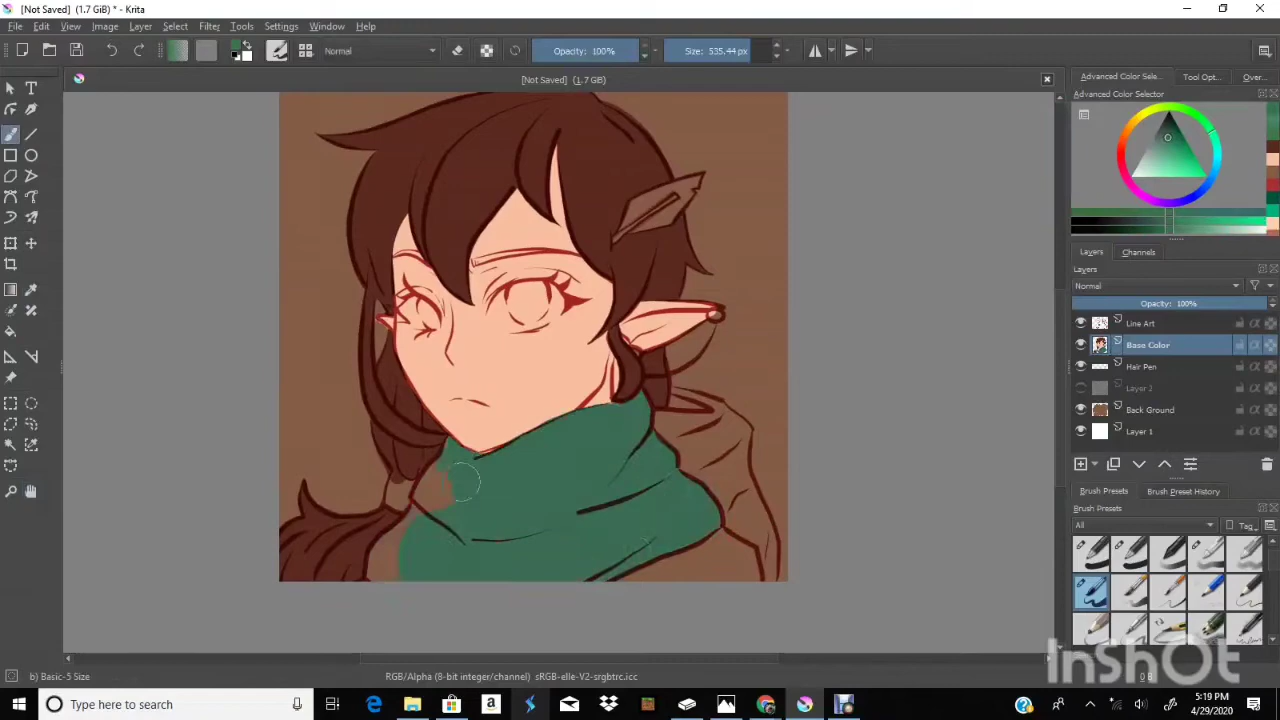 [Not Saved] (1.7 GiB) * - Krita
File Edit View Image Layer Select Filter Tools Settings Window Help
Normal Opacity: 100% Size: 535.44 px
[Not Saved] (1.7 GB)
Advanced Color Sele... Tool Opt... Over...
Advanced Color Selector
Layers Channels
Layers
Normal
Opacity: 100%
Line Art
Base Color
Hair Pen
Layer 2
Back Ground
Layer 1
Brush Presets Brush Preset History
Brush Presets
All Tag
InShOt
b) Basic-5 Size RGB/Alpha (8-bit integer/channel) sRGB-elle-V2-srgbtrc.icc
Type here to search
5:19 PM
4/29/2020